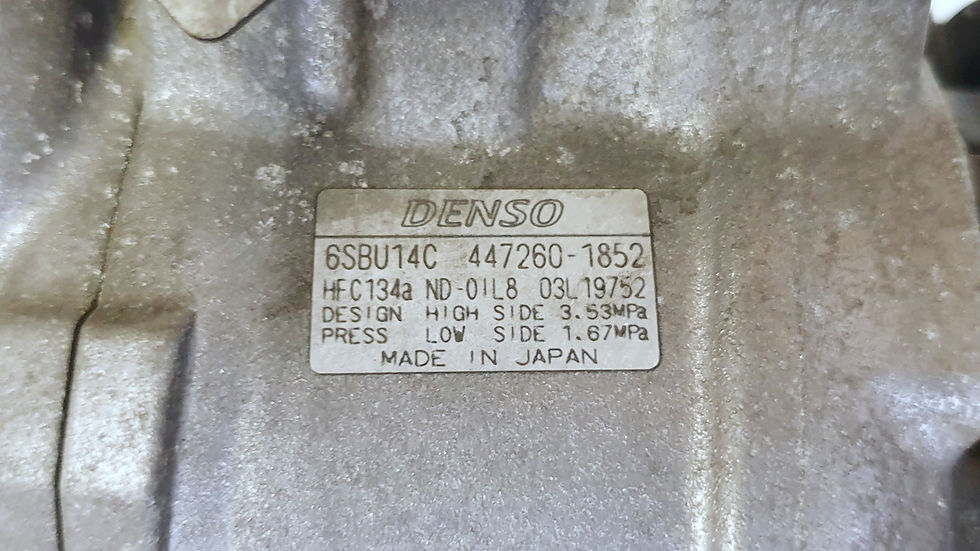 DENSO
6SBU14C 447260-1852
HFC134a ND-OIL8 03L19752
DESIGN HIGH SIDE 3.53MPa
PRESS LOW SIDE 1.67MPa
MADE IN JAPAN